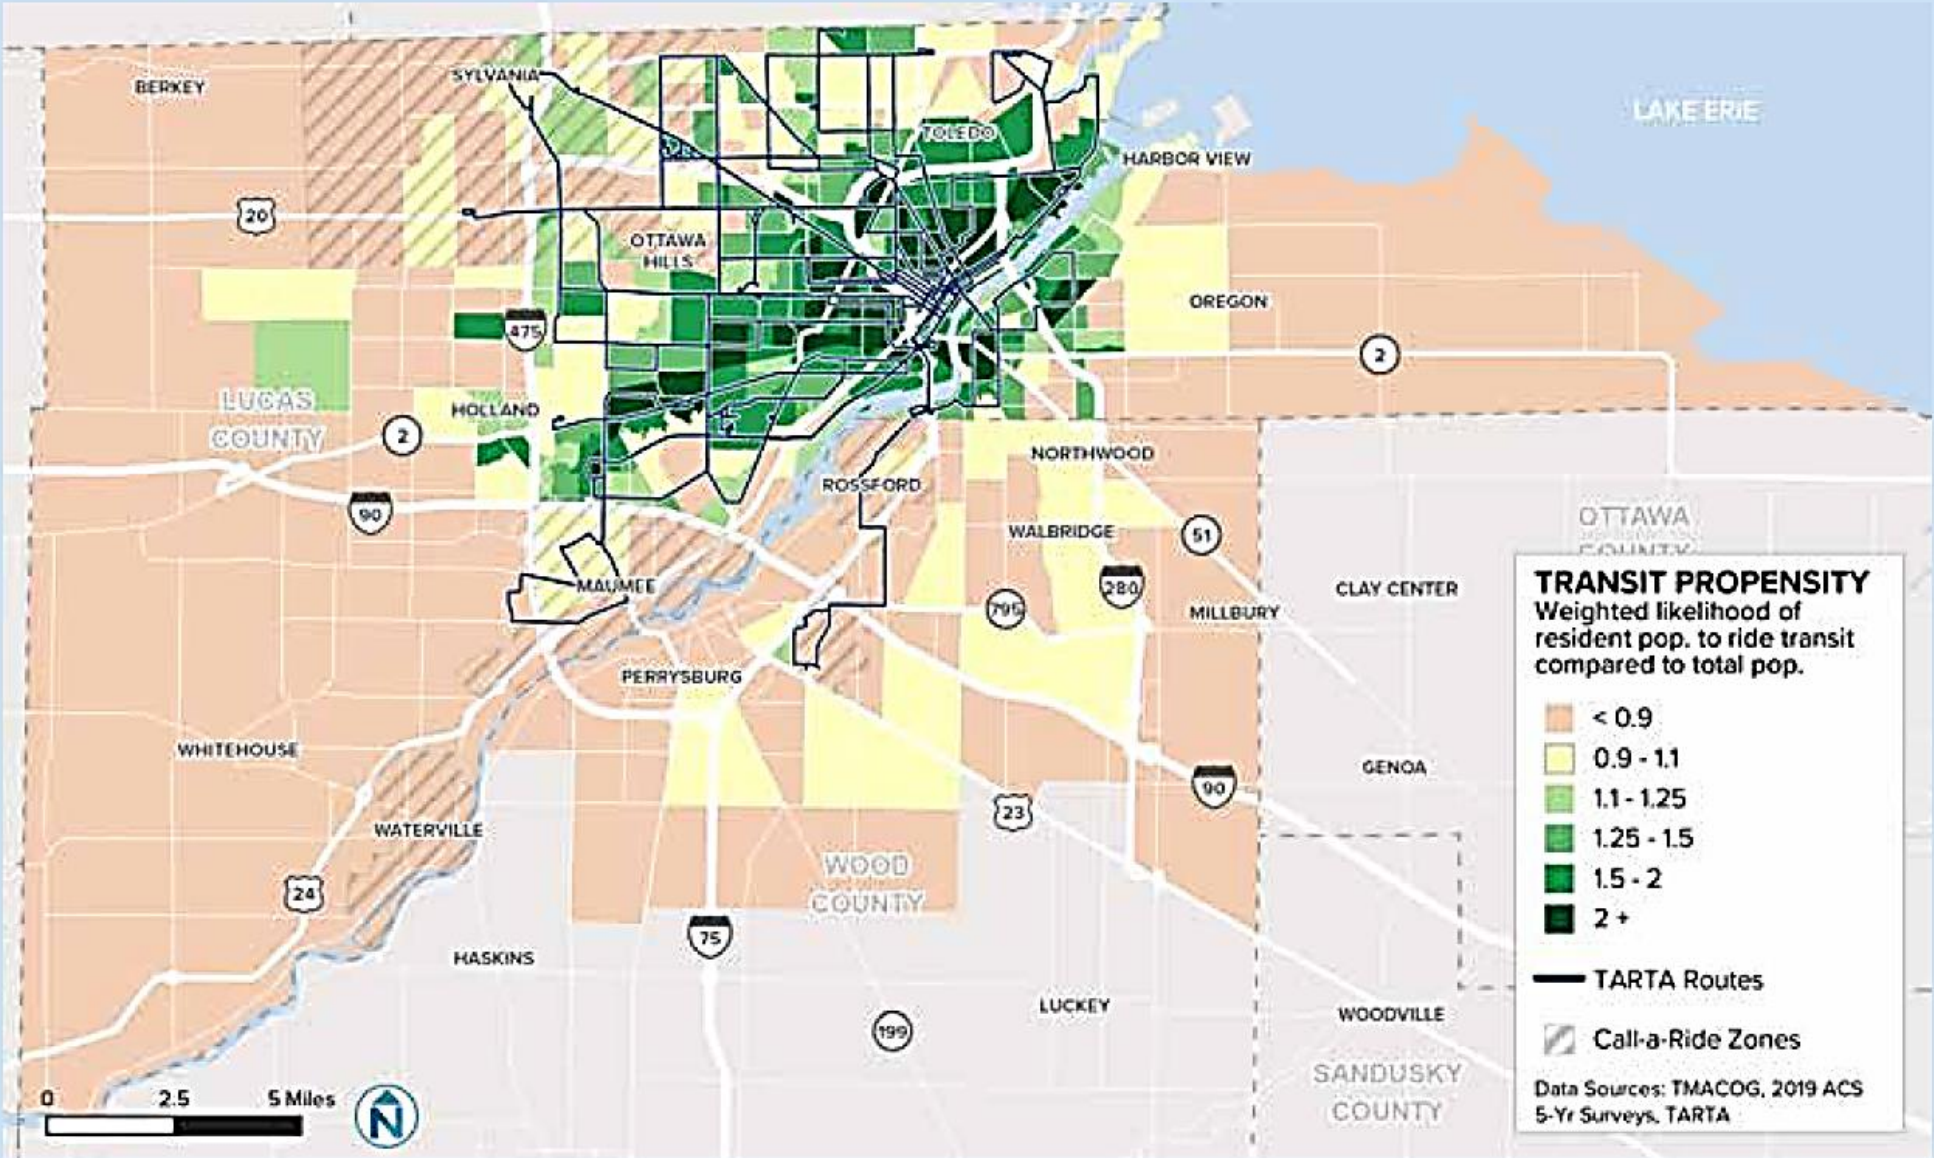 LAKE ERIE
BERKEY
SYLVANIA
TOLEDO
HARBOR VIEW
20
OTTAWA
HILLS
OREGON
475
2
LUCAS
COUNTY
HOLLAND
2
NORTHWOOD
ROSSFORD
90
WALBRIDGE
51
OTTAWA
COUNTY
MAUMEE
280
CLAY CENTER
795
MILLBURY
PERRYSBURG
WHITEHOUSE
GENOA
90
23
WATERVILLE
WOOD
COUNTY
24
75
HASKINS
LUCKEY
WOODVILLE
199
SANDUSKY
COUNTY
0 2.5 5 Miles
N
TRANSIT PROPENSITY
Weighted likelihood of
resident pop. to ride transit
compared to total pop.
< 0.9
0.9 - 1.1
1.1 - 1.25
1.25 - 1.5
1.5 - 2
2 +
TARTA Routes
Call-a-Ride Zones
Data Sources: TMACOG, 2019 ACS
5-Yr Surveys, TARTA